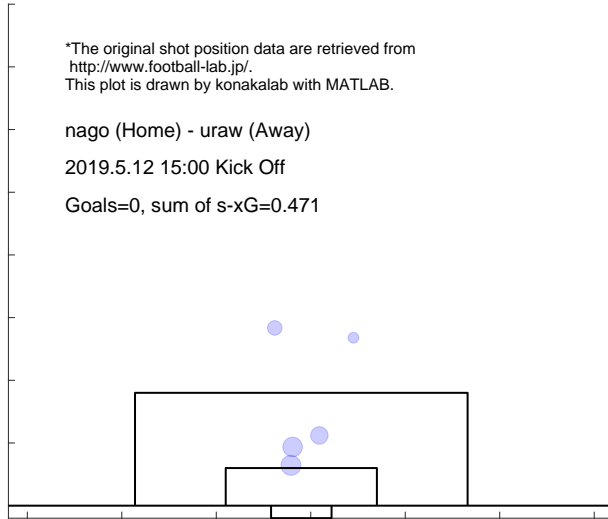 *The original shot position data are retrieved from
http://www.football-lab.jp/.
This plot is drawn by konakalab with MATLAB.
nago (Home) - uraw (Away)
2019.5.12 15:00 Kick Off
Goals=0, sum of s-xG=0.471